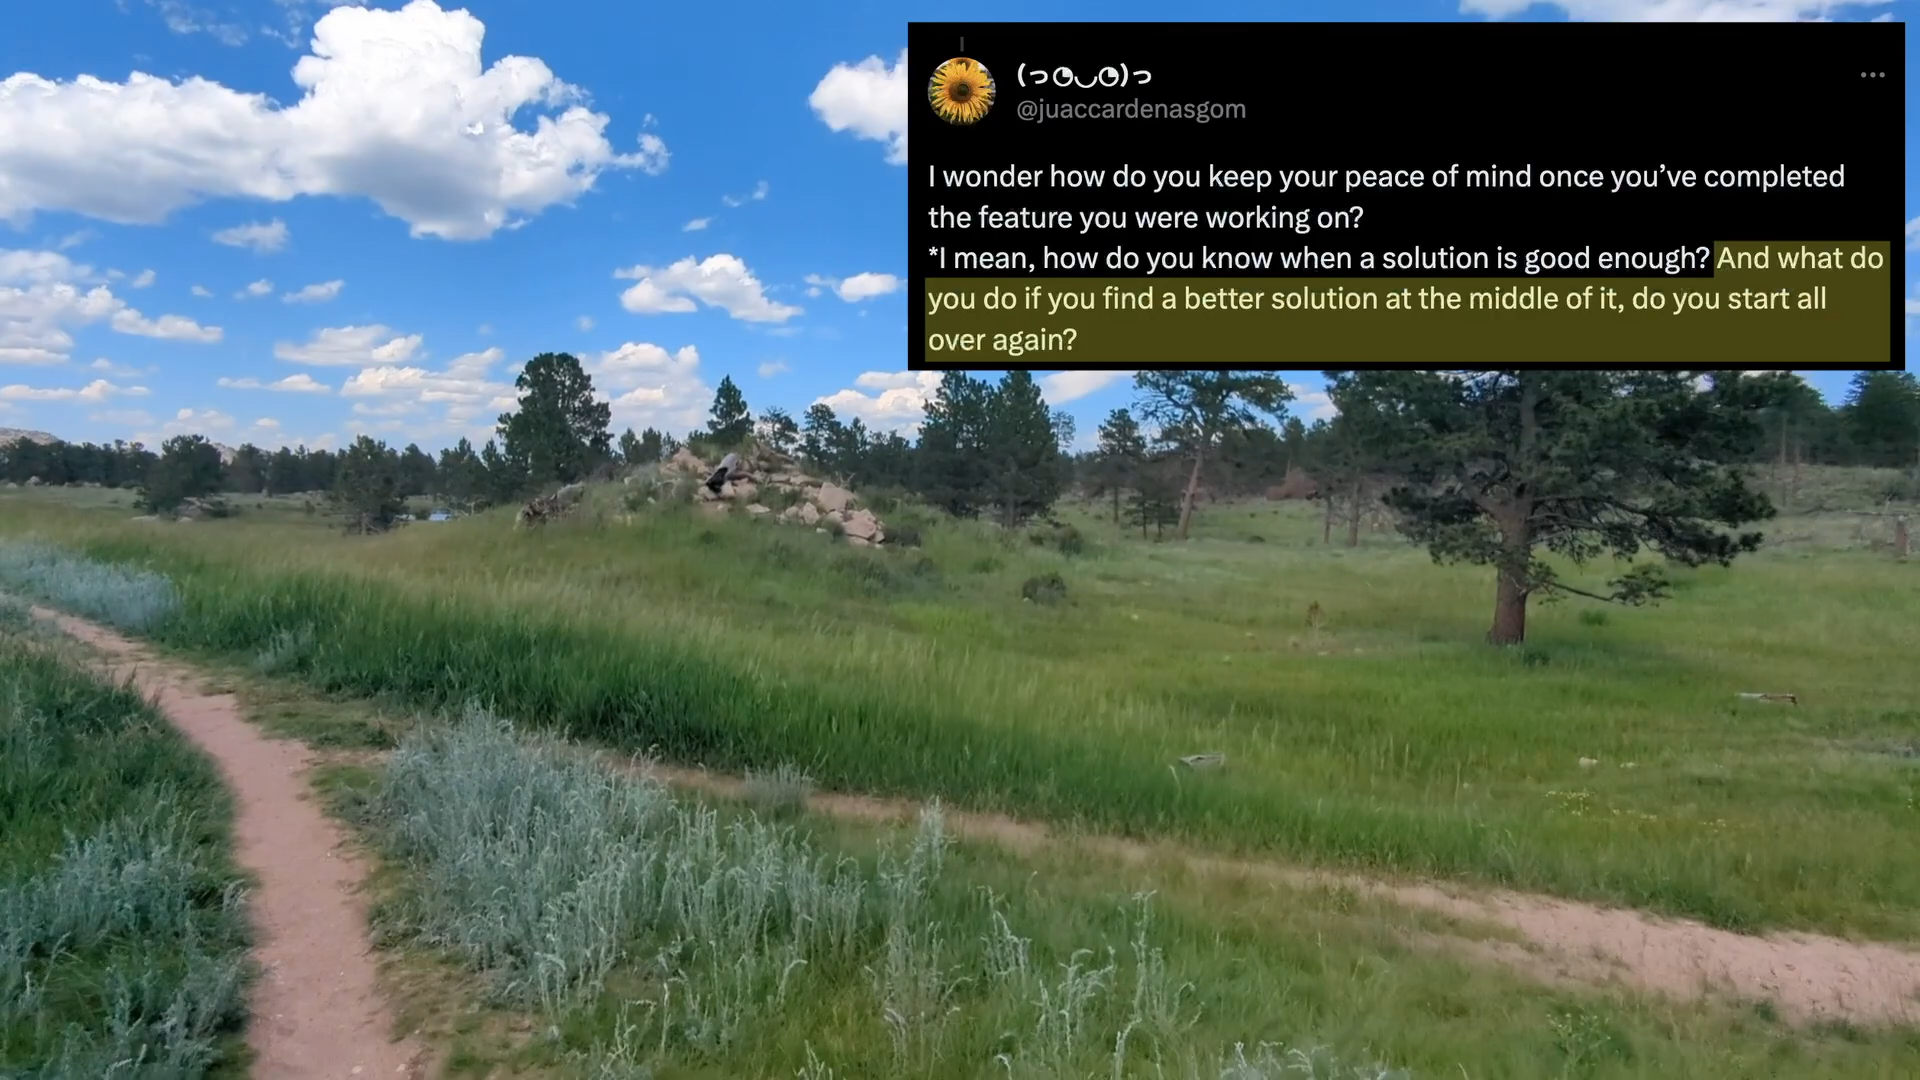 (っ◔◡◔)っ
@juaccardenasgom
I wonder how do you keep your peace of mind once you’ve completed
the feature you were working on?
*I mean, how do you know when a solution is good enough? And what do
you do if you find a better solution at the middle of it, do you start all
over again?